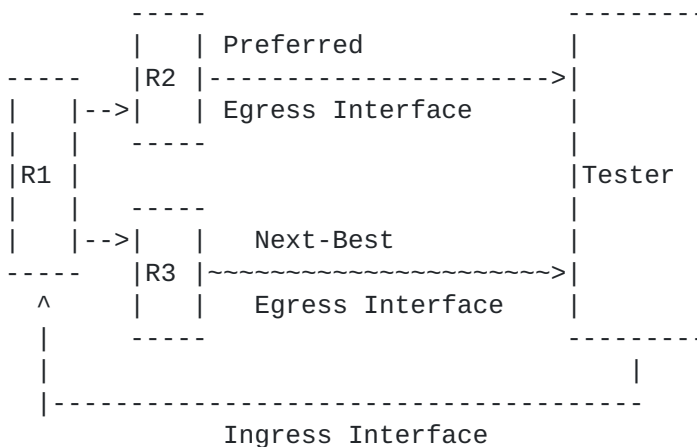 Preferred
R2
Egress Interface
R1
Tester
Next-Best
R3
Egress Interface
Ingress Interface